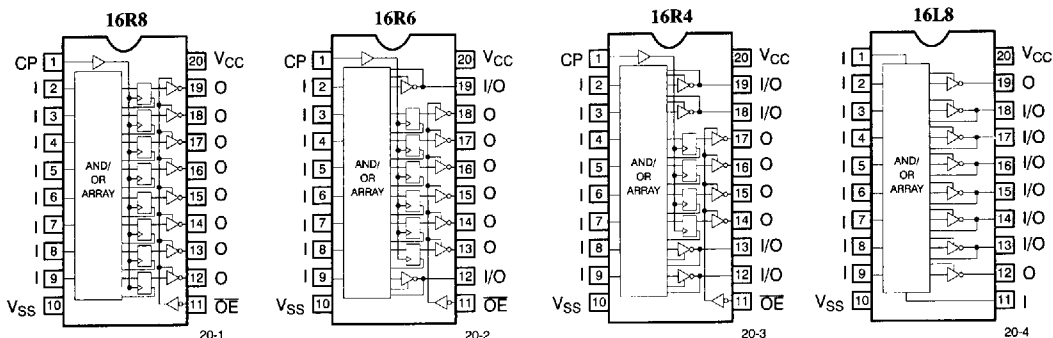 16R8
CP 1 20 VCC
I 2 19 O
I 3 18 O
I 4 17 O
I 5 16 O
I 6 15 O
I 7 14 O
I 8 13 O
I 9 12 O
VSS 10 11 OE
AND/
OR
ARRAY
20-1
16R6
CP 1 20 VCC
I 2 19 I/O
I 3 18 O
I 4 17 O
I 5 16 O
I 6 15 O
I 7 14 O
I 8 13 O
I 9 12 I/O
VSS 10 11 OE
AND/
OR
ARRAY
20-2
16R4
CP 1 20 VCC
I 2 19 I/O
I 3 18 I/O
I 4 17 O
I 5 16 O
I 6 15 O
I 7 14 O
I 8 13 I/O
I 9 12 I/O
VSS 10 11 OE
AND/
OR
ARRAY
20-3
16L8
I 1 20 VCC
I 2 19 O
I 3 18 I/O
I 4 17 I/O
I 5 16 I/O
I 6 15 I/O
I 7 14 I/O
I 8 13 I/O
I 9 12 O
VSS 10 11 I
AND/
OR
ARRAY
20-4